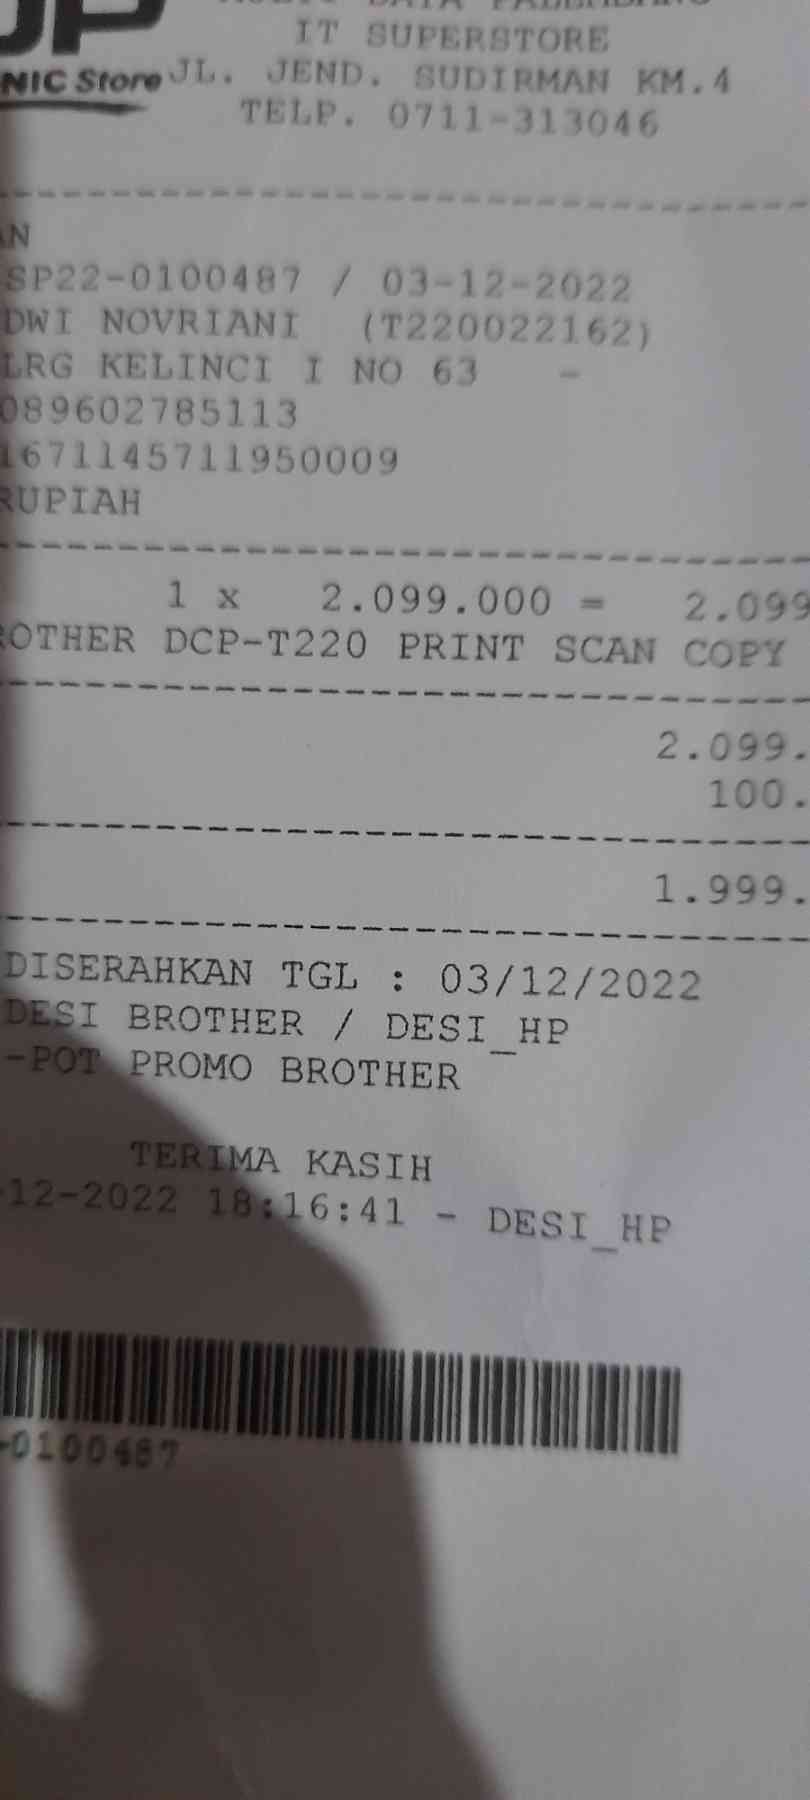 IT SUPERSTORE
NIC Store JL. JEND. SUDIRMAN KM.4
TELP. 0711-313046
AN
SP22-0100487 / 03-12-2022
DWI NOVRIANI (T220022162)
LRG KELINCI I NO 63 -
089602785113
1671145711950009
RUPIAH
1 x 2.099.000 = 2.099
ROTHER DCP-T220 PRINT SCAN COPY
2.099.
100.
1.999.
DISERAHKAN TGL : 03/12/2022
DESI BROTHER / DESI_HP
-POT PROMO BROTHER
TERIMA KASIH
-12-2022 18:16:41 - DESI_HP
-0100487